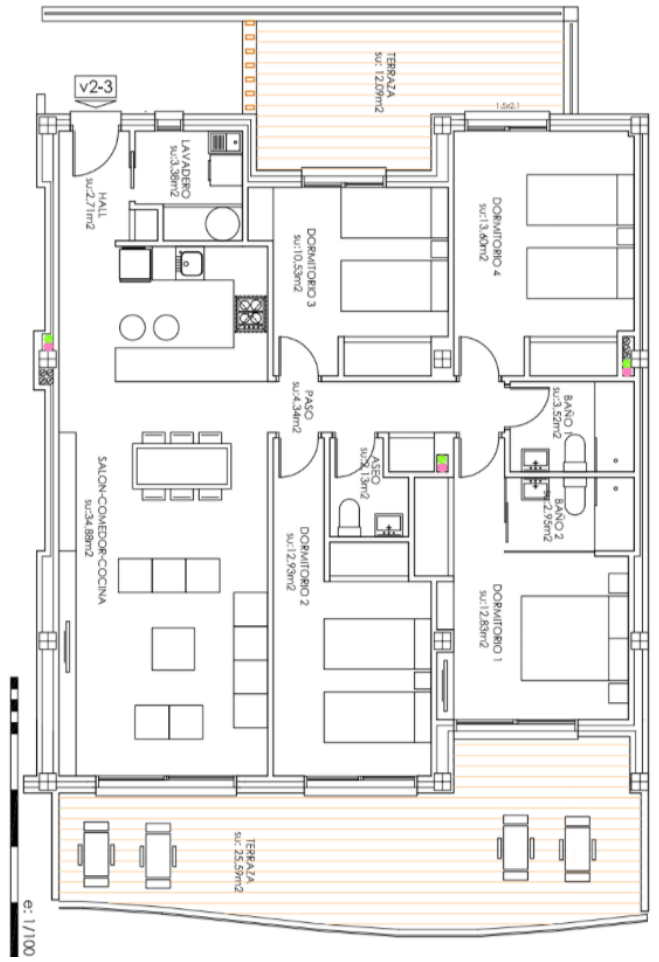 TERRAZA
su: 12.09m2
v2-3
1,5x2,1
LAVADERO
su:3,38m2
HALL
su:2,71m2
DORMITORIO 3
su:10,53m2
DORMITORIO 4
su:13,60m2
PASO
su:4,34m2
BAÑO 1
su:3,52m2
ASEO
su:2,13m2
BAÑO 2
su:2,95m2
SALON-COMEDOR-COCINA
su:34,88m2
DORMITORIO 2
su:12,93m2
DORMITORIO 1
su:12,83m2
TERRAZA
su: 25,59m2
e: 1/100